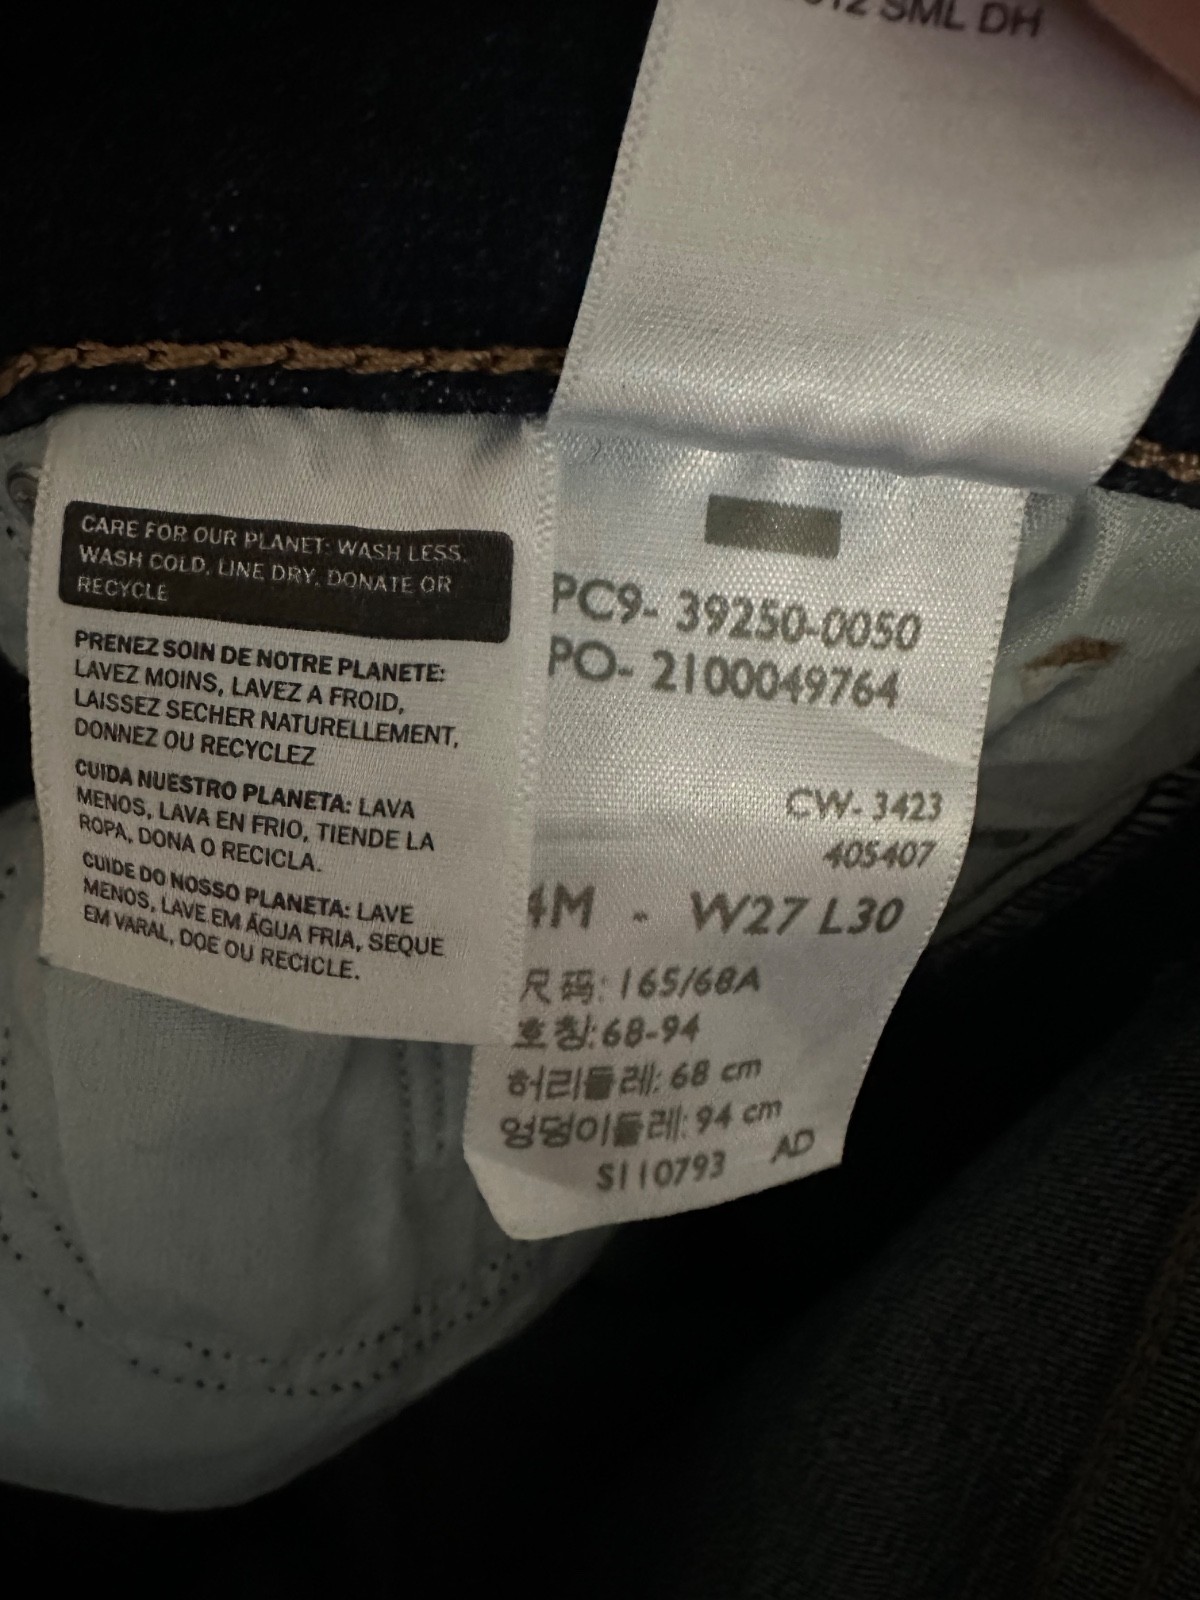 SML DH
CARE FOR OUR PLANET: WASH LESS,
WASH COLD, LINE DRY, DONATE OR
RECYCLE
PRENEZ SOIN DE NOTRE PLANETE:
LAVEZ MOINS, LAVEZ A FROID,
LAISSEZ SECHER NATURELLEMENT,
DONNEZ OU RECYCLEZ
CUIDA NUESTRO PLANETA: LAVA
MENOS, LAVA EN FRIO, TIENDE LA
ROPA, DONA O RECICLA.
CUIDE DO NOSSO PLANETA: LAVE
MENOS, LAVE EM ÁGUA FRIA, SEQUE
EM VARAL, DOE OU RECICLE.
PC9- 39250-0050
PO- 2100049764
CW- 3423
405407
4M - W27 L30
尺码: 165/68A
호칭:68-94
허리둘레: 68 cm
엉덩이둘레: 94 cm
S110793 AD